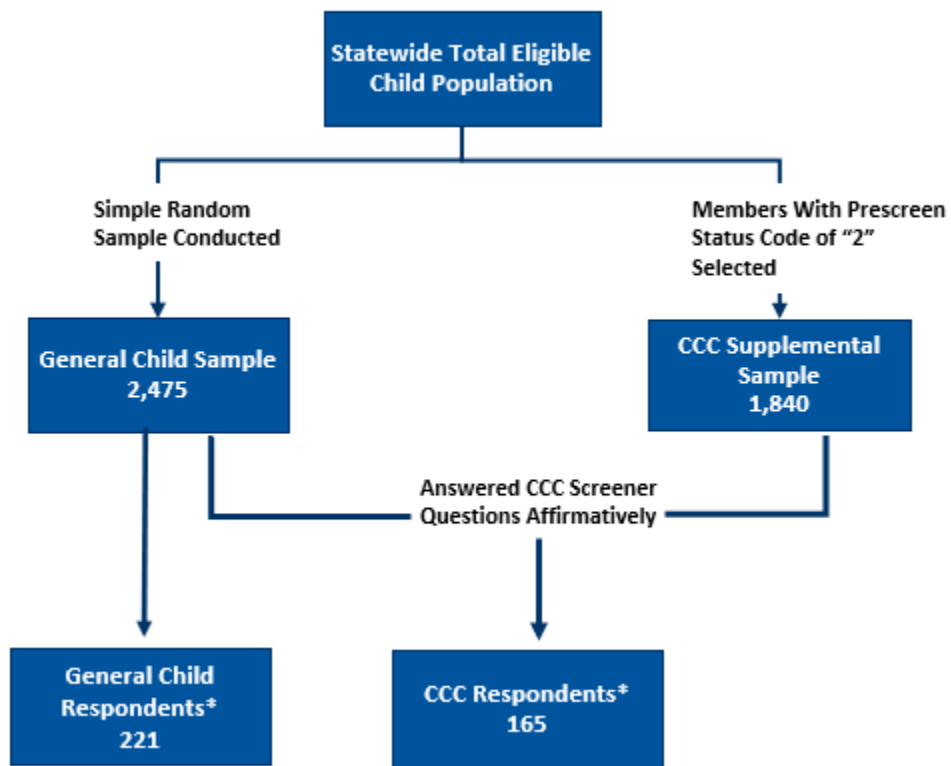 Statewide Total Eligible
Child Population
Simple Random
Sample Conducted
Members With Prescreen
Status Code of “2”
Selected
General Child Sample
2,475
CCC Supplemental
Sample
1,840
Answered CCC Screener
Questions Affirmatively
General Child
Respondents*
221
CCC Respondents*
165